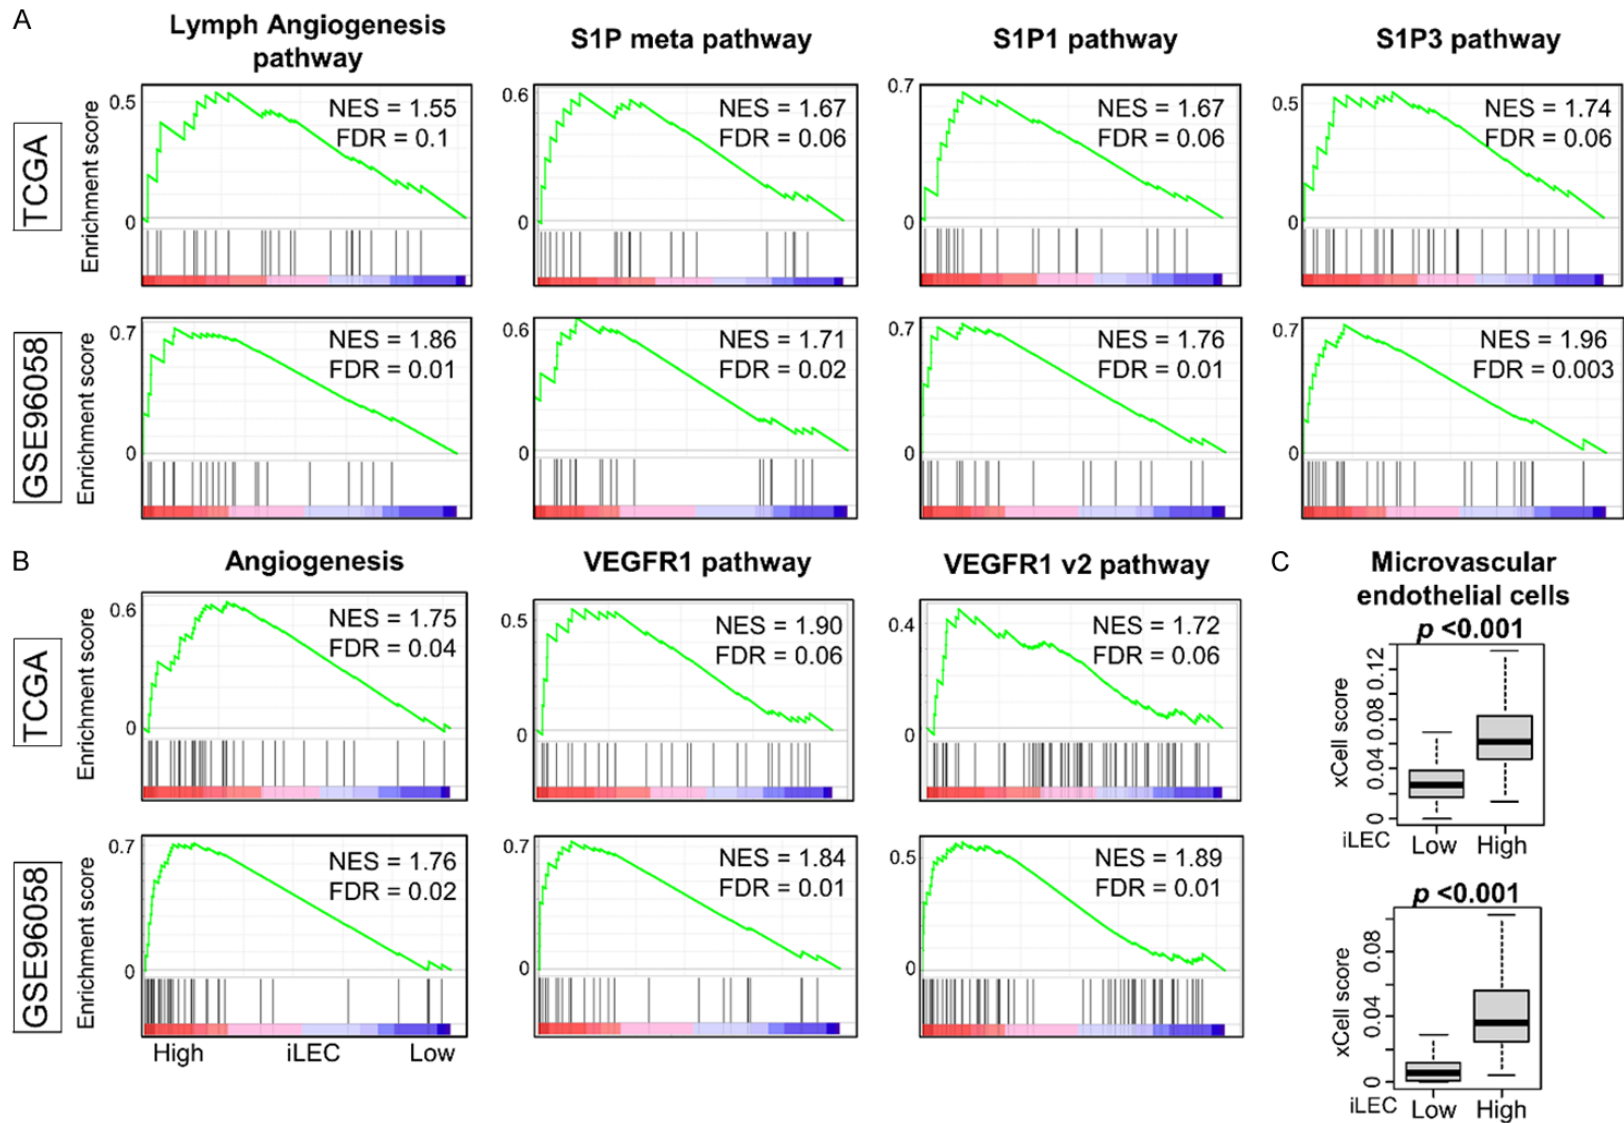 A
Lymph Angiogenesis
pathway
S1P meta pathway
S1P1 pathway
S1P3 pathway
TCGA
Enrichment score
0.5
0
NES = 1.55
FDR = 0.1
0.6
0
NES = 1.67
FDR = 0.06
0.7
0
NES = 1.67
FDR = 0.06
0.5
0
NES = 1.74
FDR = 0.06
GSE96058
Enrichment score
0.7
0
NES = 1.86
FDR = 0.01
0.6
0
NES = 1.71
FDR = 0.02
0.7
0
NES = 1.76
FDR = 0.01
0.7
0
NES = 1.96
FDR = 0.003
B
Angiogenesis
VEGFR1 pathway
VEGFR1 v2 pathway
TCGA
Enrichment score
0.6
0
NES = 1.75
FDR = 0.04
0.5
0
NES = 1.90
FDR = 0.06
0.4
0
NES = 1.72
FDR = 0.06
GSE96058
Enrichment score
0.7
0
NES = 1.76
FDR = 0.02
0.7
0
NES = 1.84
FDR = 0.01
0.5
0
NES = 1.89
FDR = 0.01
High iLEC Low
C
Microvascular
endothelial cells
p <0.001
xCell score
0.12
0.08
0.04
0
iLEC Low High
p <0.001
xCell score
0.08
0.04
0
iLEC Low High